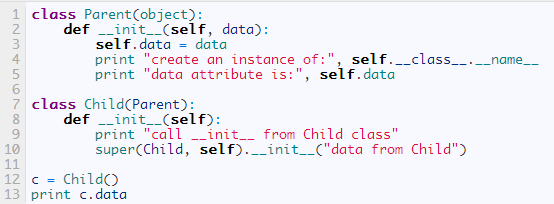 1 class Parent(object):
2     def __init__(self, data):
3         self.data = data
4         print "create an instance of:", self.__class__.__name__
5         print "data attribute is:", self.data
6
7 class Child(Parent):
8     def __init__(self):
9         print "call __init__ from Child class"
10         super(Child, self).__init__("data from Child")
11
12 c = Child()
13 print c.data